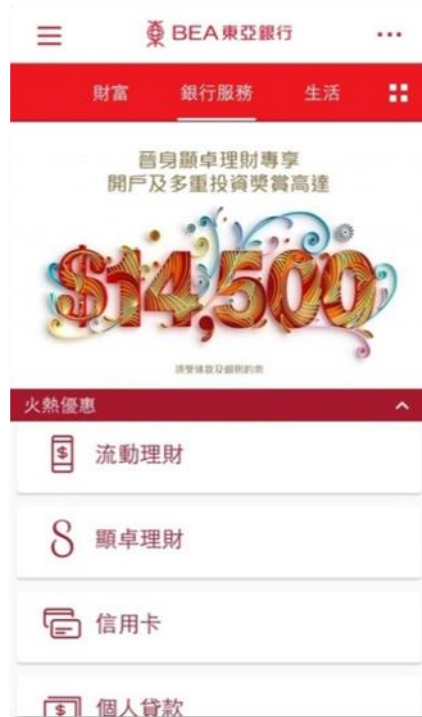 BEA東亞銀行
財富 銀行服務 生活
晉身顯卓理財專享
開戶及多重投資獎賞高達
$14,500
火熱優惠
流動理財
顯卓理財
信用卡
個人貸款